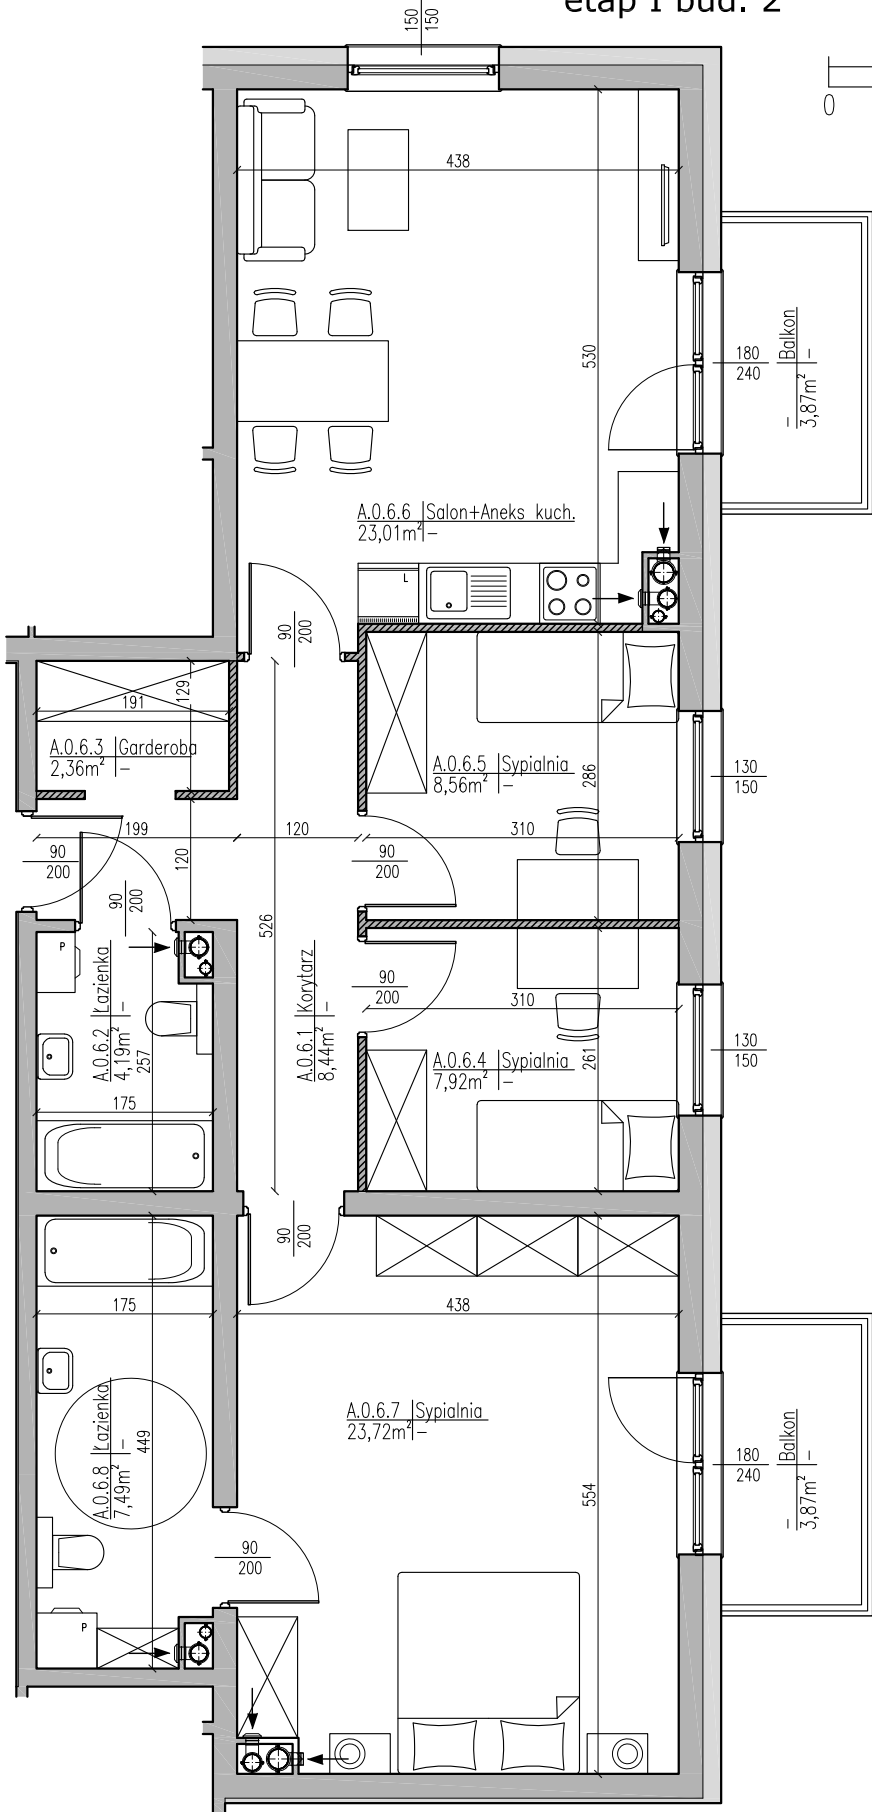 etap I bud. 2
150
150
0
438
530
180
240
Balkon –
– 3,87m²
A.0.6.6 Salon+Aneks kuch.
23,01m² –
L
90
200
129
191
A.0.6.3 Garderoba
2,36m² –
A.0.6.5 Sypialnia
8,56m² –
286
130
150
199
120
310
90
200
90
200
120
90
200
526
P
A.0.6.2 Łazienka –
4,19m²
257
A.0.6.1 Korytarz –
8,44m²
90
200
310
A.0.6.4 Sypialnia
7,92m² –
261
130
150
175
90
200
175
438
A.0.6.7 Sypialnia
23,72m² –
A.0.6.8 Łazienka –
7,49m²
449
554
180
240
Balkon –
– 3,87m²
90
200
P